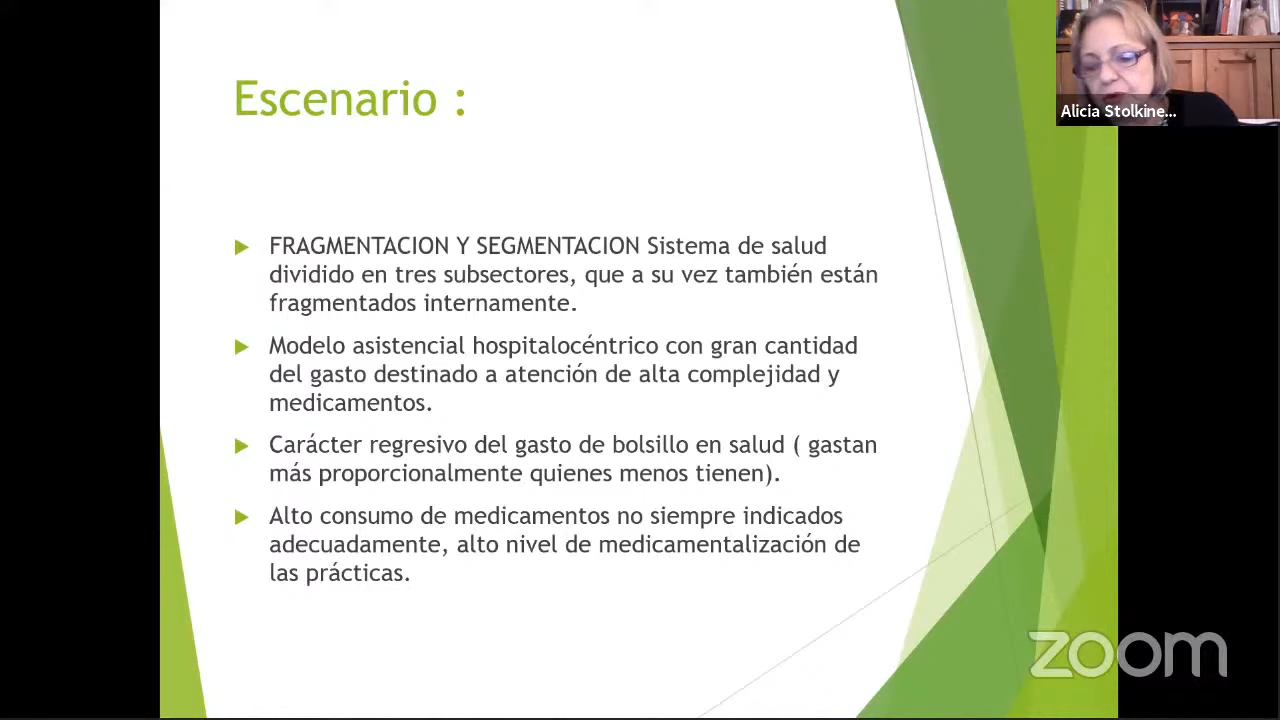 Escenario :
Alicia Stolkine...
FRAGMENTACION Y SEGMENTACION Sistema de salud
dividido en tres subsectores, que a su vez también están
fragmentados internamente.
Modelo asistencial hospitalocéntrico con gran cantidad
del gasto destinado a atención de alta complejidad y
medicamentos.
Carácter regresivo del gasto de bolsillo en salud ( gastan
más proporcionalmente quienes menos tienen).
Alto consumo de medicamentos no siempre indicados
adecuadamente, alto nivel de medicamentalización de
las prácticas.
zoom